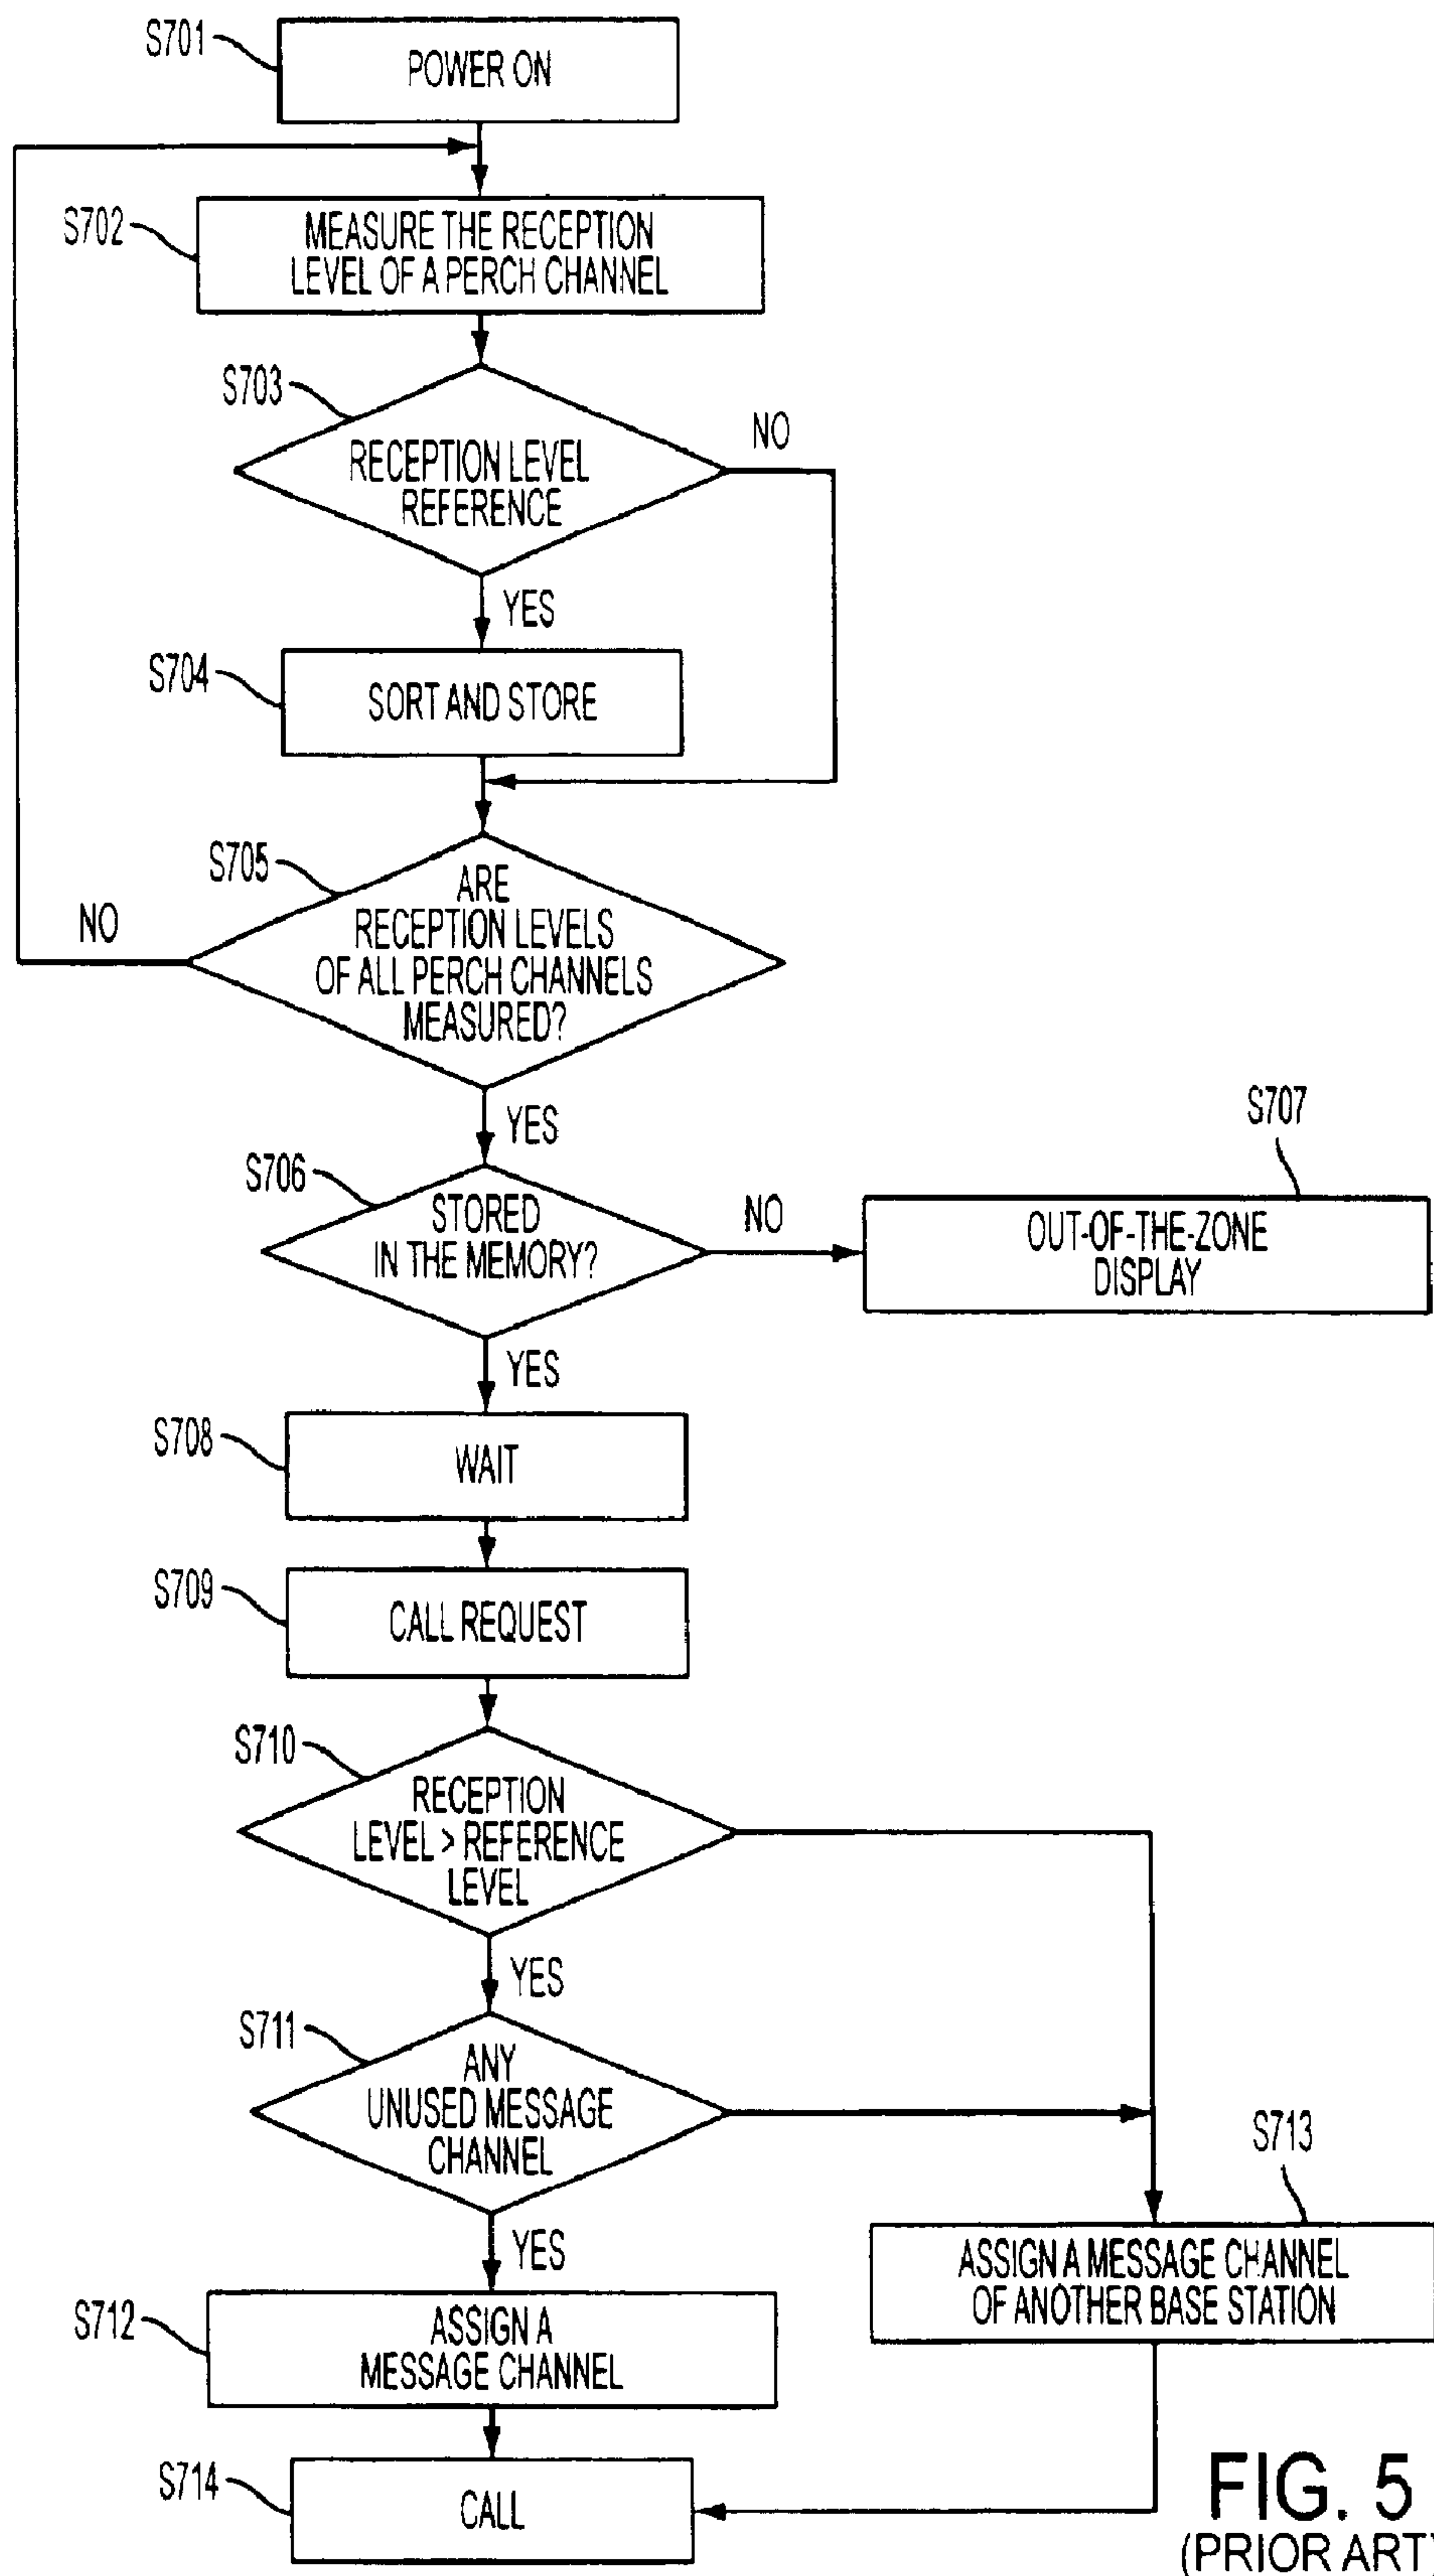 S701
POWER ON
S702
MEASURE THE RECEPTION
LEVEL OF A PERCH CHANNEL
S703
RECEPTION LEVEL
REFERENCE
NO
YES
S704
SORT AND STORE
S705
ARE
RECEPTION LEVELS
OF ALL PERCH CHANNELS
MEASURED?
NO
YES
S706
STORED
IN THE MEMORY?
NO
S707
OUT-OF-THE-ZONE
DISPLAY
YES
S708
WAIT
S709
CALL REQUEST
S710
RECEPTION
LEVEL > REFERENCE
LEVEL
YES
S711
ANY
UNUSED MESSAGE
CHANNEL
YES
S712
ASSIGN A
MESSAGE CHANNEL
S713
ASSIGN A MESSAGE CHANNEL
OF ANOTHER BASE STATION
S714
CALL
FIG. 5
(PRIOR ART)